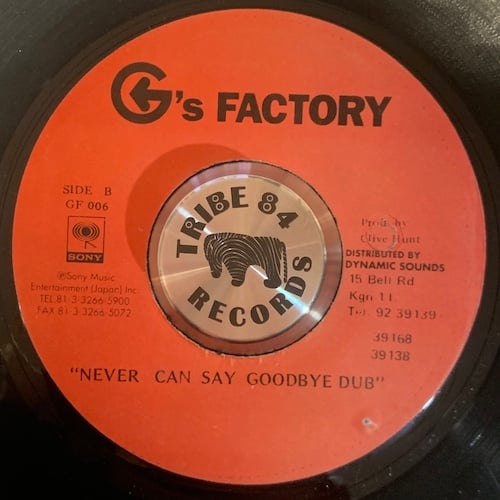 G's FACTORY
SIDE B
GF 006
SONY
℗Sony Music
Entertainment (Japan) Inc.
TEL 81 3 3266 5900
FAX 81 3 3266 5072
TRIBE 84
RECORDS
Prod. by
Clive Hunt
DISTRIBUTED BY
DYNAMIC SOUNDS
15 Bell Rd
Kgn 11
Tel. 92 39139
39168
39138
"NEVER CAN SAY GOODBYE DUB"